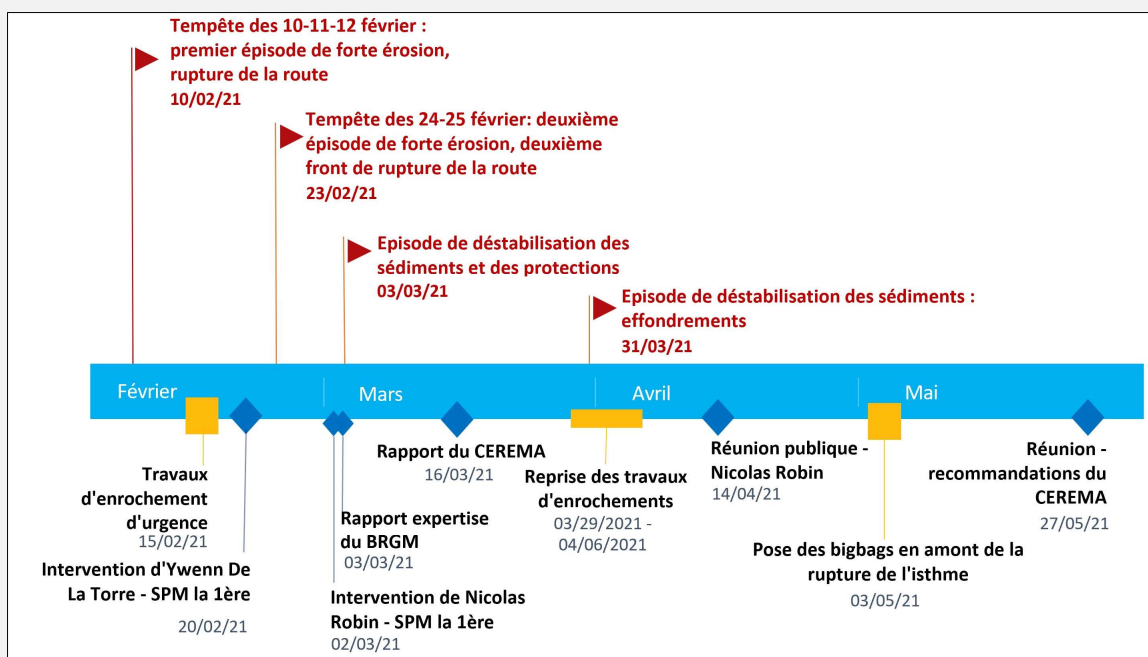 Tempête des 10-11-12 février :
premier épisode de forte érosion,
rupture de la route
10/02/21
Tempête des 24-25 février: deuxième
épisode de forte érosion, deuxième
front de rupture de la route
23/02/21
Episode de déstabilisation des
sédiments et des protections
03/03/21
Episode de déstabilisation des sédiments :
effondrements
31/03/21
Février
Mars
Avril
Mai
Travaux
d'enrochement
d'urgence
15/02/21
Intervention d'Ywenn De
La Torre - SPM la 1ère
20/02/21
Intervention de Nicolas
Robin - SPM la 1ère
02/03/21
Rapport expertise
du BRGM
03/03/21
Rapport du CEREMA
16/03/21
Reprise des travaux
d'enrochements
03/29/2021 -
04/06/2021
Réunion publique -
Nicolas Robin
14/04/21
Pose des bigbags en amont de la
rupture de l'isthme
03/05/21
Réunion -
recommandations du
CEREMA
27/05/21